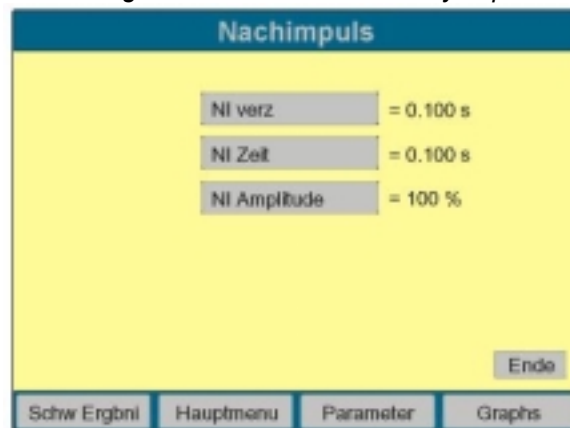 Nachimpuls
NI verz = 0.100 s
NI Zeit = 0.100 s
NI Amplitude = 100 %
Ende
Schw Ergbni Hauptmenu Parameter Graphs